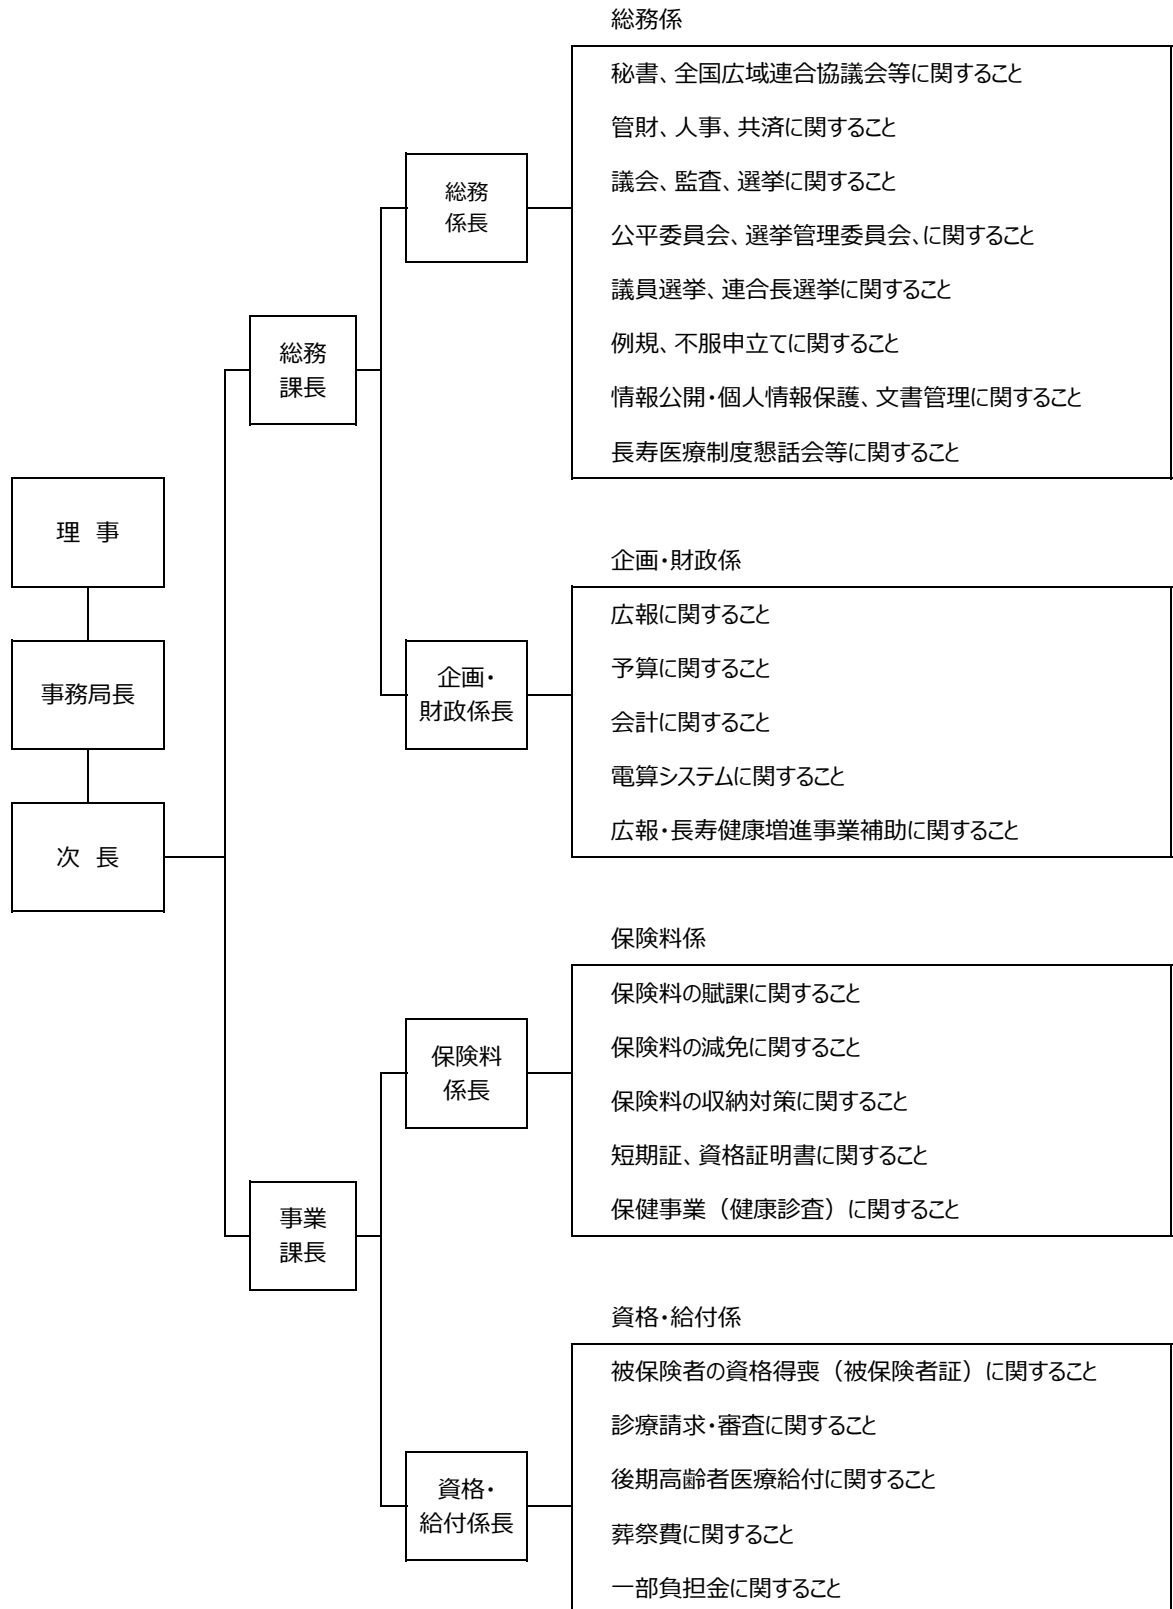 総務係
秘書、全国広域連合協議会等に関すること
管財、人事、共済に関すること
議会、監査、選挙に関すること
公平委員会、選挙管理委員会、に関すること
議員選挙、連合長選挙に関すること
例規、不服申立てに関すること
情報公開・個人情報保護、文書管理に関すること
長寿医療制度懇話会等に関すること
総務
係長
総務
課長
理 事
事務局長
次 長
企画・財政係
広報に関すること
予算に関すること
会計に関すること
電算システムに関すること
広報・長寿健康増進事業補助に関すること
企画・
財政係長
保険料係
保険料の賦課に関すること
保険料の減免に関すること
保険料の収納対策に関すること
短期証、資格証明書に関すること
保健事業（健康診査）に関すること
保険料
係長
事業
課長
資格・給付係
被保険者の資格得喪（被保険者証）に関すること
診療請求・審査に関すること
後期高齢者医療給付に関すること
葬祭費に関すること
一部負担金に関すること
資格・
給付係長